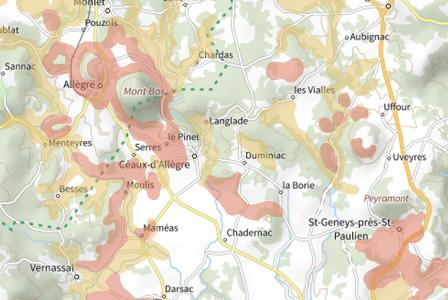 Monlet
Pouzols
Chardas
Aubignac
Sannac
Allègre
Mont Bar
les Vialles
Uffour
Langlade
le Pinet
Menteyres
Serres
Céaux-d'Allègre
Duminiac
Uveyres
Besses
Moulis
la Borie
Peyramont
St-Geneys-près-St-
Paulien
Maméas
Chadernac
Vernassal
Darsac